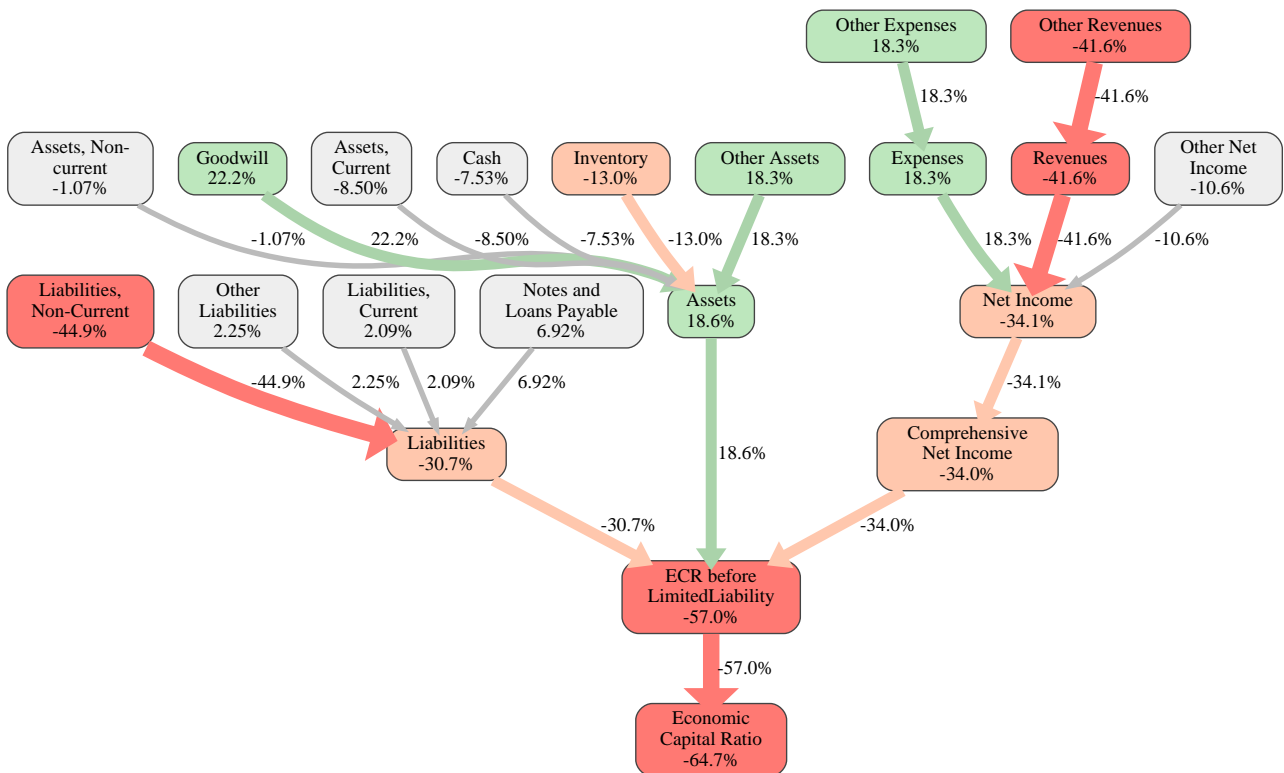 Other Expenses
18.3%
Other Revenues
-41.6%
18.3%
-41.6%
Assets, Non-
current
-1.07%
Goodwill
22.2%
Assets,
Current
-8.50%
Cash
-7.53%
Inventory
-13.0%
Other Assets
18.3%
Expenses
18.3%
Revenues
-41.6%
Other Net
Income
-10.6%
-1.07%
22.2%
-8.50%
-7.53%
-13.0%
18.3%
18.3%
-41.6%
-10.6%
Liabilities,
Non-Current
-44.9%
Other
Liabilities
2.25%
Liabilities,
Current
2.09%
Notes and
Loans Payable
6.92%
Assets
18.6%
Net Income
-34.1%
-44.9%
2.25%
2.09%
6.92%
-34.1%
Liabilities
-30.7%
18.6%
Comprehensive
Net Income
-34.0%
-30.7%
-34.0%
ECR before
LimitedLiability
-57.0%
-57.0%
Economic
Capital Ratio
-64.7%